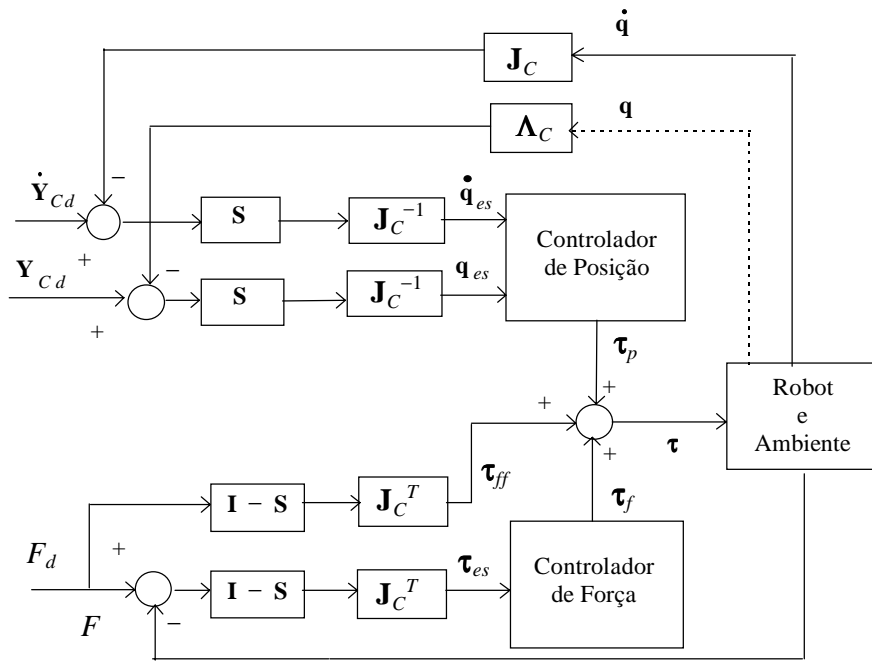 q̇
J_C
q
Λ_C
−
Ẏ_Cd
S
J_C⁻¹
q̇_es
Controlador
de Posição
+
−
Y_Cd
S
J_C⁻¹
q_es
+
τ_p
Robot
e
Ambiente
+
+
τ
+
τ_ff
τ_f
I − S
J_C^T
+
F_d
I − S
J_C^T
τ_es
Controlador
de Força
F
−